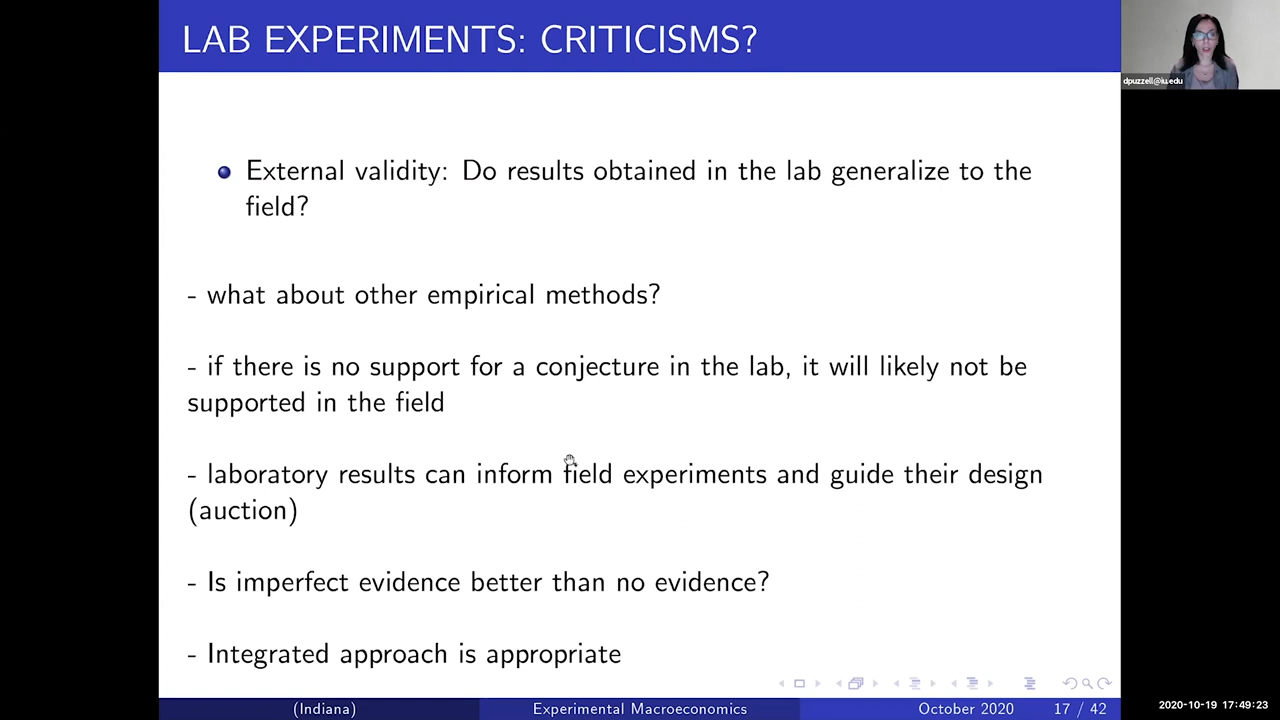 LAB EXPERIMENTS: CRITICISMS?
dpuzzell@iu.edu
External validity: Do results obtained in the lab generalize to the
field?
- what about other empirical methods?
- if there is no support for a conjecture in the lab, it will likely not be
supported in the field
- laboratory results can inform field experiments and guide their design
(auction)
- Is imperfect evidence better than no evidence?
- Integrated approach is appropriate
(Indiana) Experimental Macroeconomics October 2020 17 / 42
2020-10-19 17:49:23